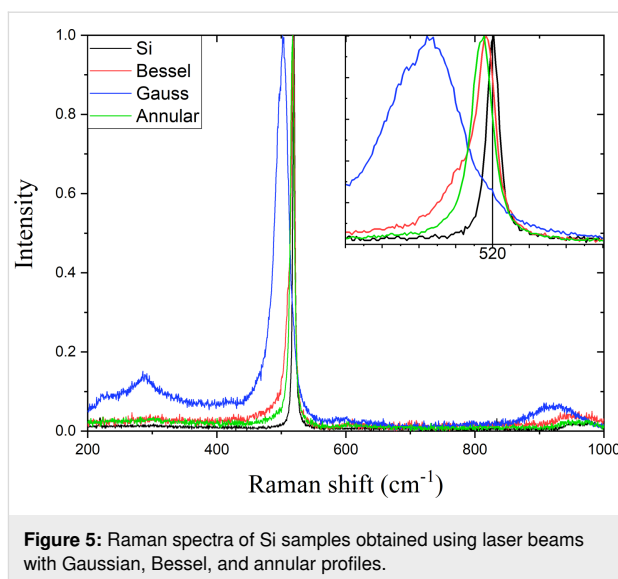 1.0
0.8
0.6
0.4
0.2
0.0
Intensity
Si
Bessel
Gauss
Annular
520
200
400
600
800
1000
Raman shift (cm⁻¹)
Figure 5: Raman spectra of Si samples obtained using laser beams
with Gaussian, Bessel, and annular profiles.